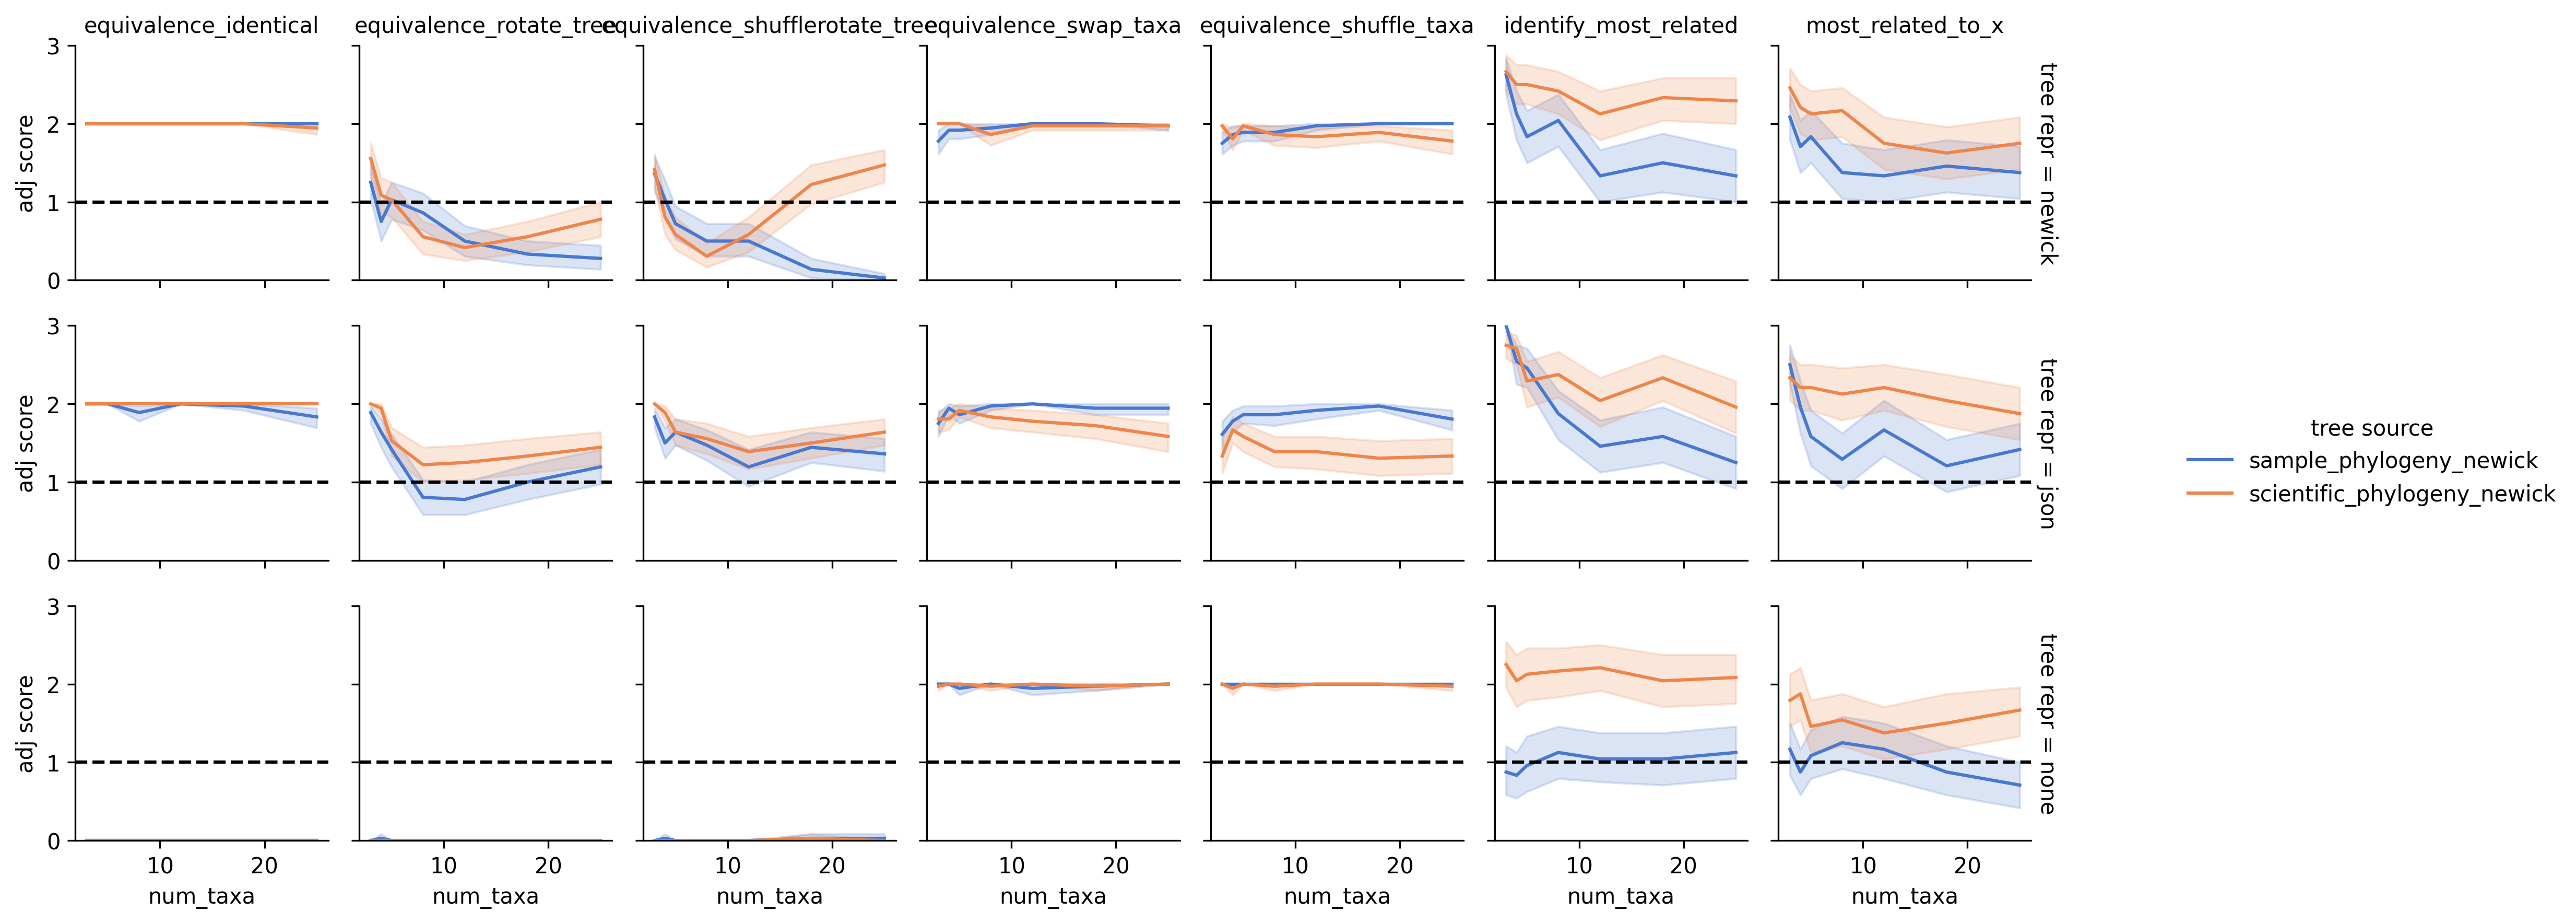 equivalence_identical
equivalence_rotate_tree
equivalence_shufflerotate_tree
equivalence_swap_taxa
equivalence_shuffle_taxa
identify_most_related
most_related_to_x
3
2
1
0
adj score
10 20
10 20
10 20
10 20
10 20
10 20
10 20
tree repr = newick
3
2
1
0
adj score
tree repr = json
3
2
1
0
adj score
tree repr = none
num_taxa
num_taxa
num_taxa
num_taxa
num_taxa
num_taxa
num_taxa
tree source
sample_phylogeny_newick
scientific_phylogeny_newick